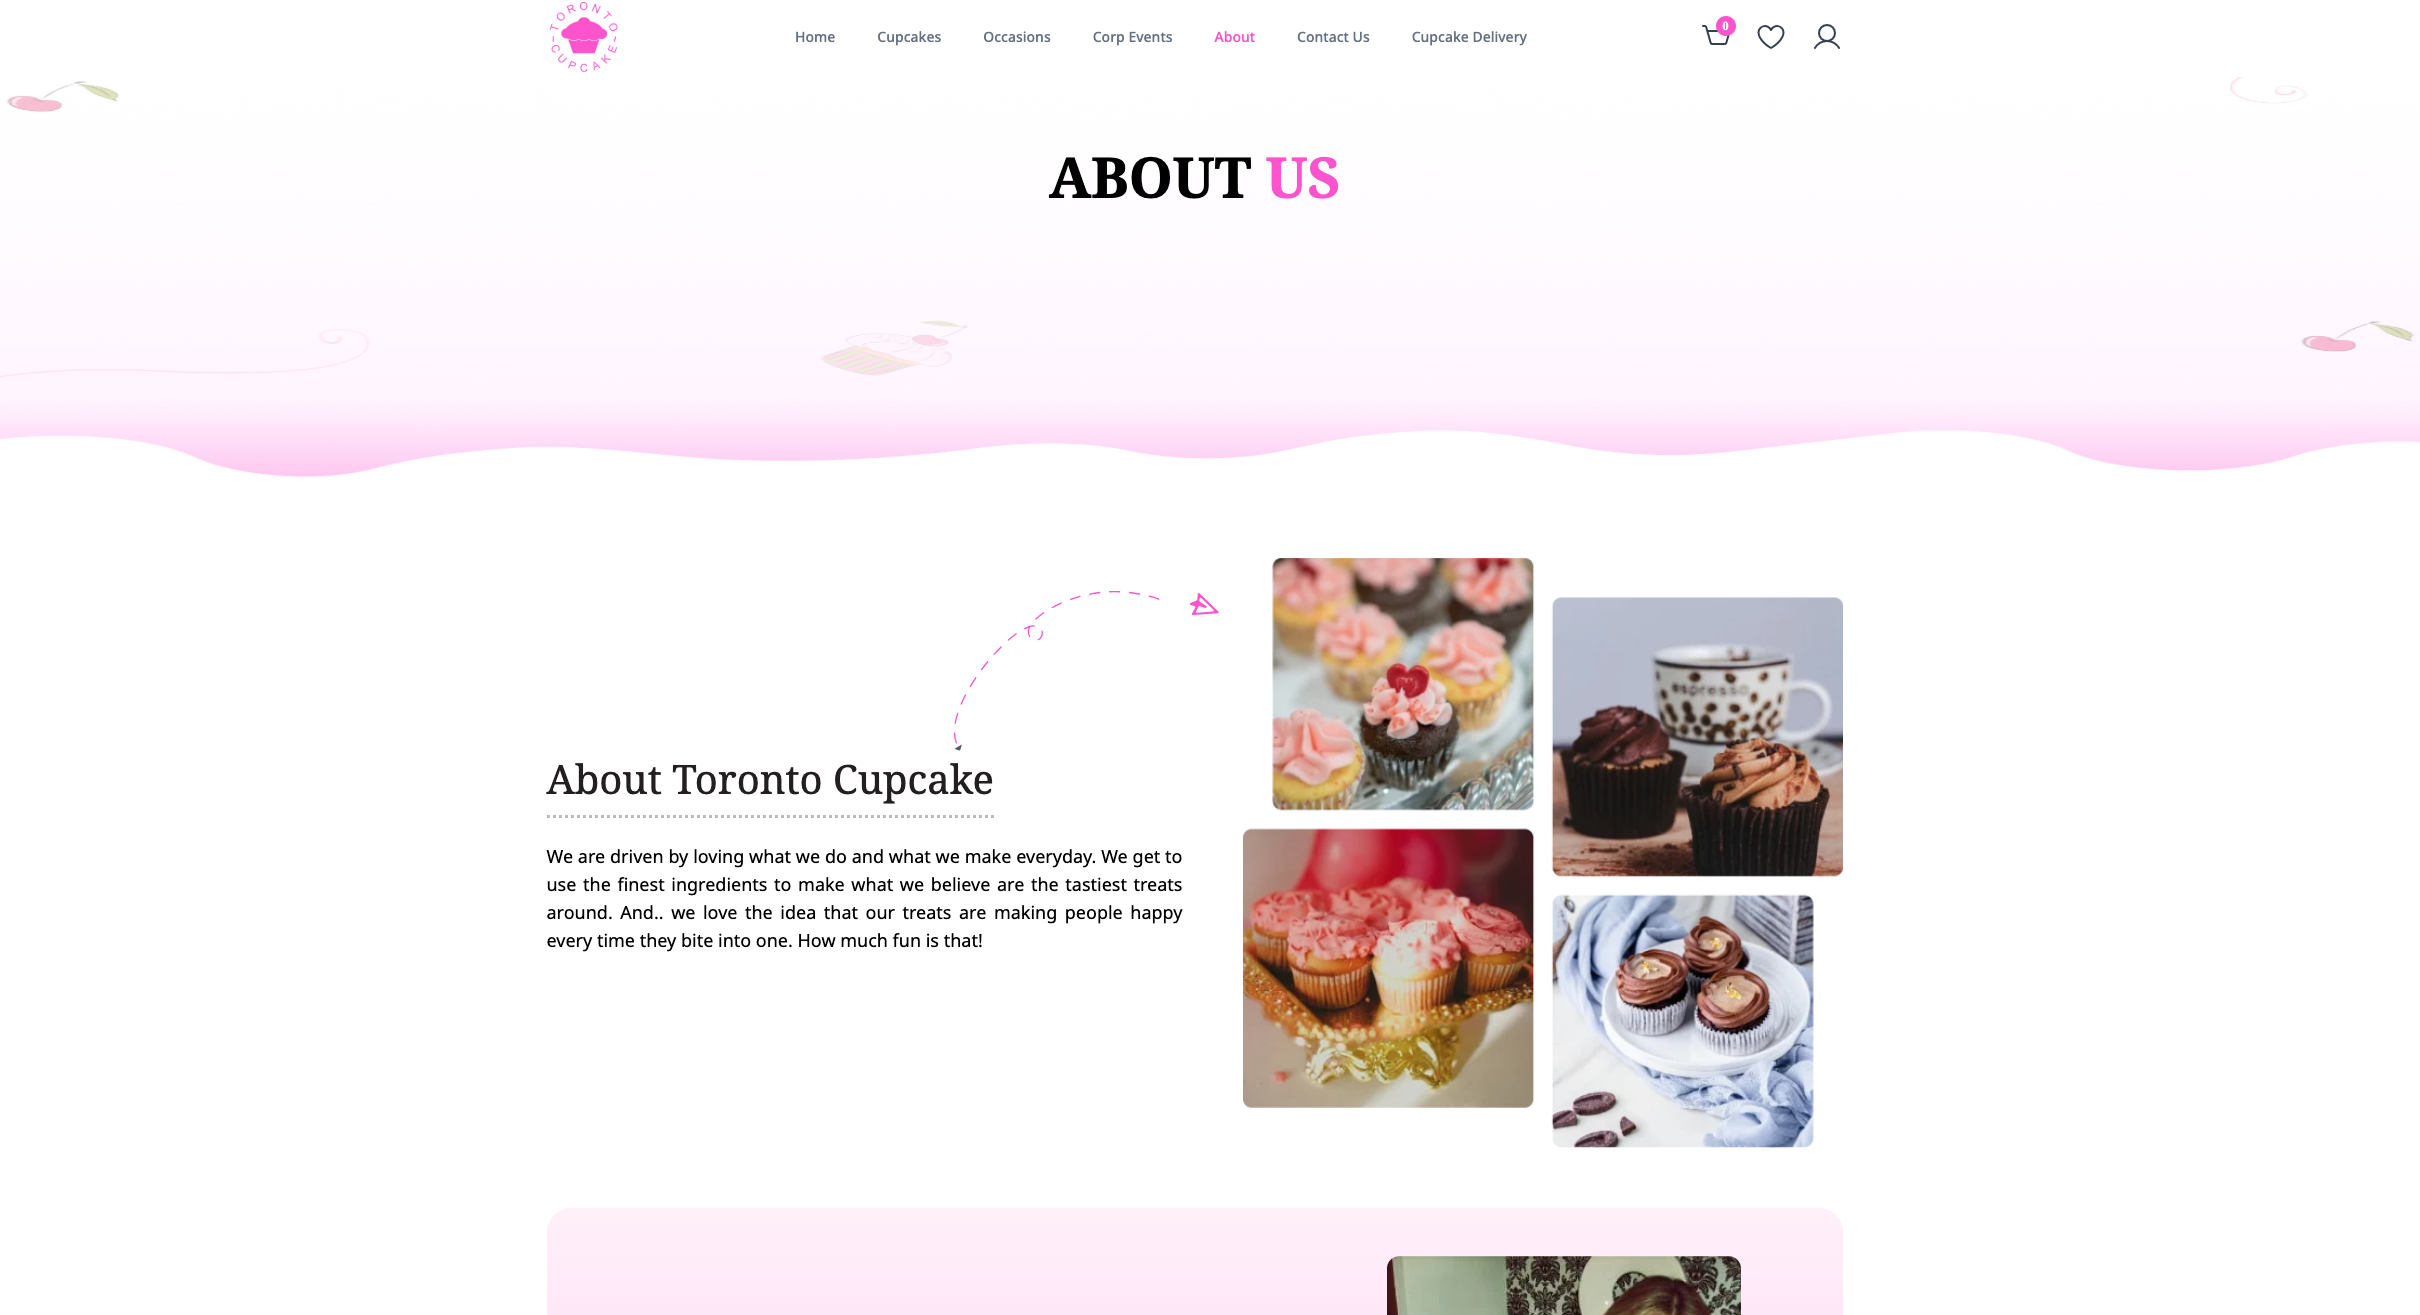 TORONTO
CUPCAKE
Home
Cupcakes
Occasions
Corp Events
About
Contact Us
Cupcake Delivery
0
ABOUT US
espresso
About Toronto Cupcake
We are driven by loving what we do and what we make everyday. We get to
use the finest ingredients to make what we believe are the tastiest treats
around. And.. we love the idea that our treats are making people happy
every time they bite into one. How much fun is that!